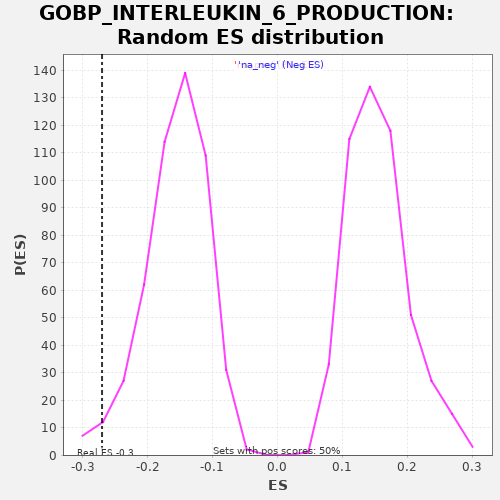 GOBP_INTERLEUKIN_6_PRODUCTION:
Random ES distribution
'na_neg' (Neg ES)
140
130
120
110
100
90
80
70
60
50
40
30
20
10
0
P(ES)
Real ES -0.3
Sets with pos scores: 50%
-0.3 -0.2 -0.1 0.0 0.1 0.2 0.3
ES